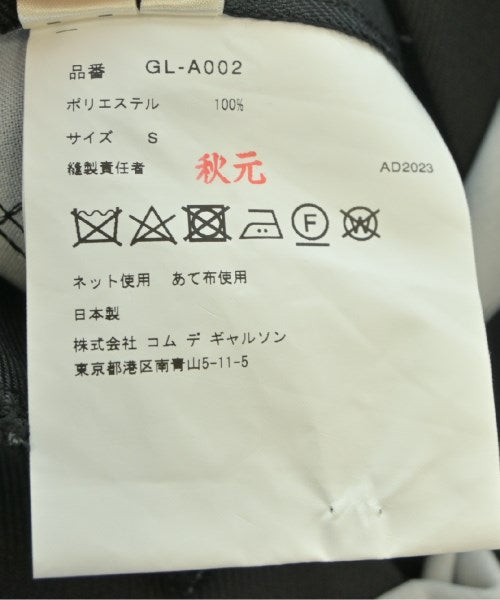 品番 GL-A002
ポリエステル 100%
サイズ S
縫製責任者 秋元 AD2023
F W
ネット使用 あて布使用
日本製
株式会社 コム デ ギャルソン
東京都港区南青山5-11-5